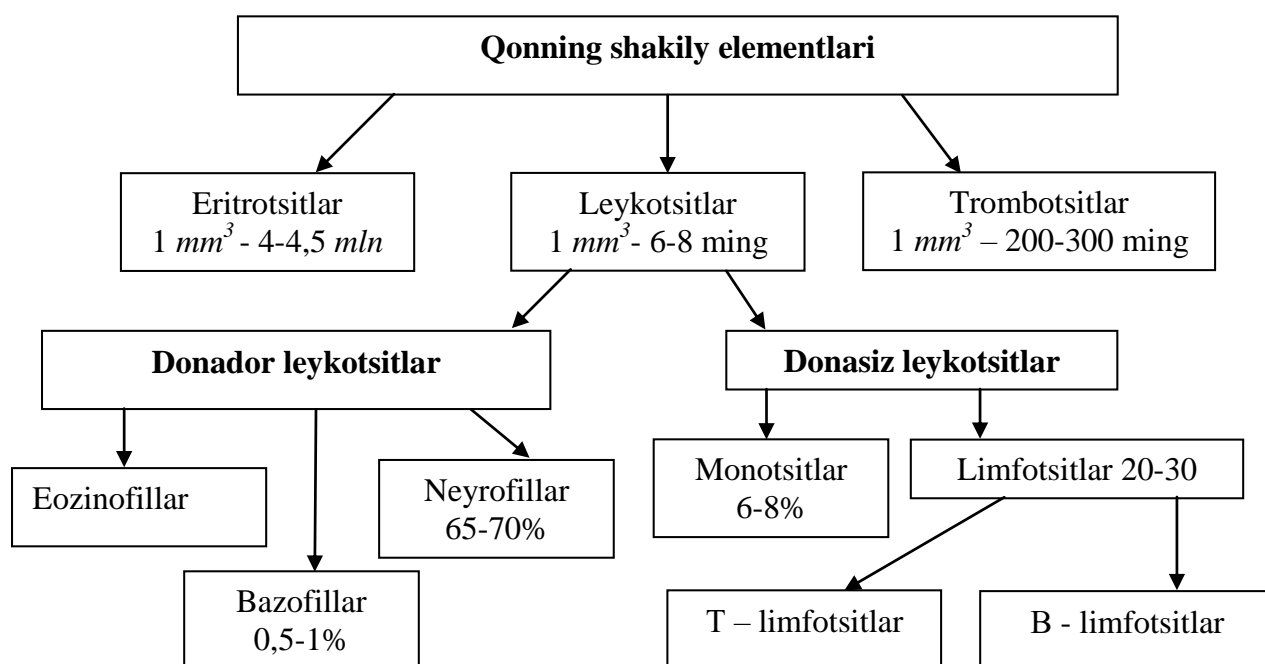 Qonning shakily elementlari
Eritrotsitlar
1 mm³ - 4-4,5 mln
Leykotsitlar
1 mm³- 6-8 ming
Trombotsitlar
1 mm³ – 200-300 ming
Donador leykotsitlar
Donasiz leykotsitlar
Eozinofillar
Bazofillar
0,5-1%
Neyrofillar
65-70%
Monotsitlar
6-8%
Limfotsitlar 20-30
T – limfotsitlar
B - limfotsitlar